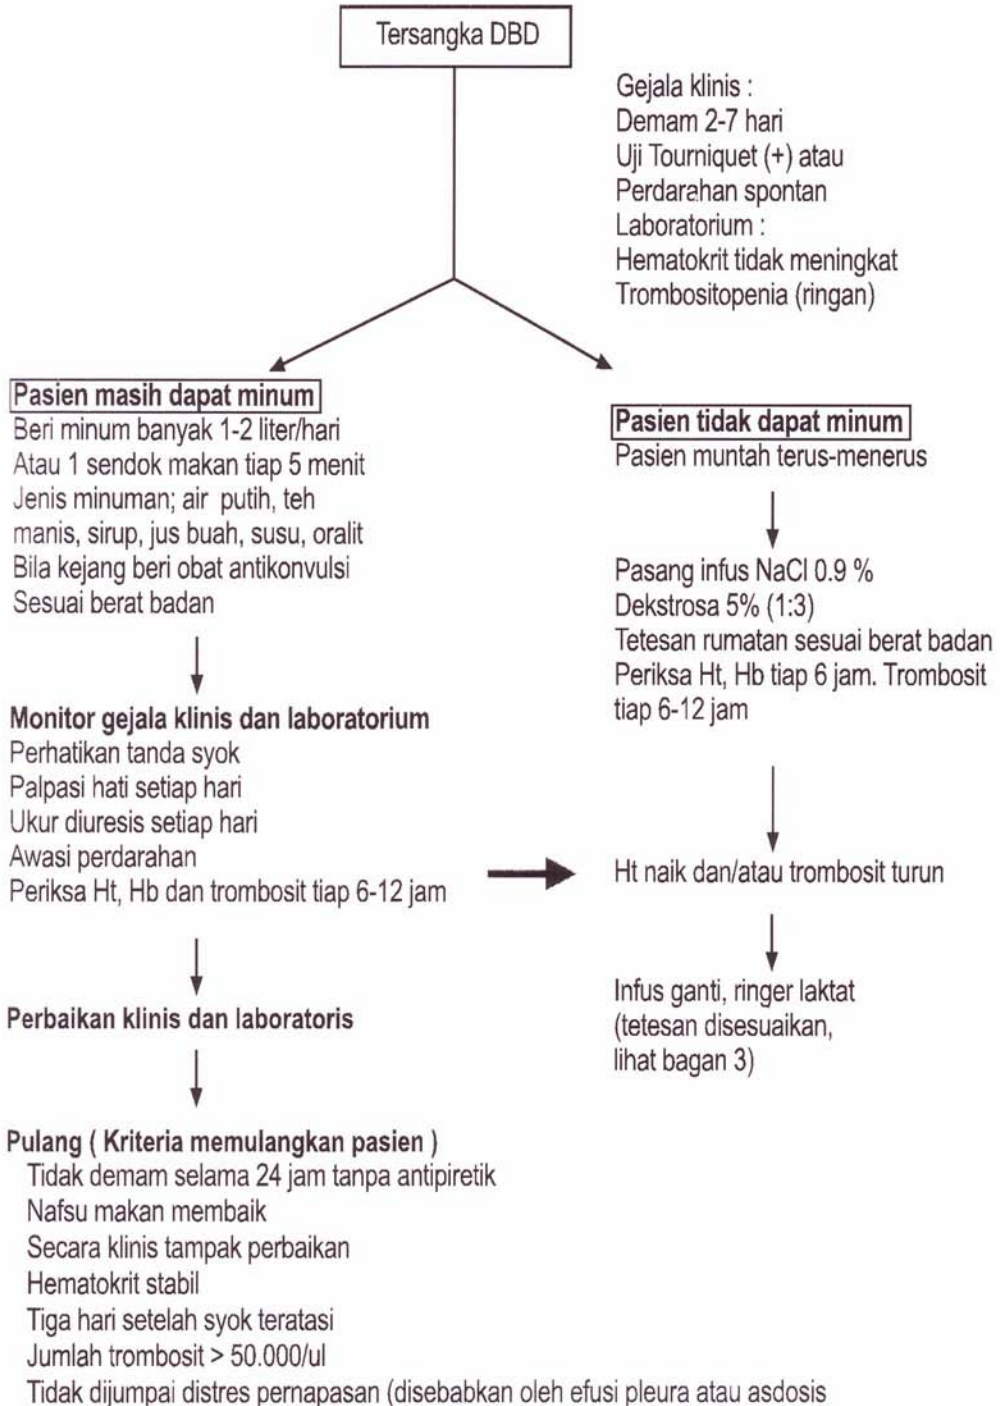 Tersangka DBD
Gejala klinis :
Demam 2-7 hari
Uji Tourniquet (+) atau
Perdarahan spontan
Laboratorium :
Hematokrit tidak meningkat
Trombositopenia (ringan)
Pasien masih dapat minum
Beri minum banyak 1-2 liter/hari
Atau 1 sendok makan tiap 5 menit
Jenis minuman; air putih, teh
manis, sirup, jus buah, susu, oralit
Bila kejang beri obat antikonvulsi
Sesuai berat badan
Monitor gejala klinis dan laboratorium
Perhatikan tanda syok
Palpasi hati setiap hari
Ukur diuresis setiap hari
Awasi perdarahan
Periksa Ht, Hb dan trombosit tiap 6-12 jam
Perbaikan klinis dan laboratoris
Pulang ( Kriteria memulangkan pasien )
Tidak demam selama 24 jam tanpa antipiretik
Nafsu makan membaik
Secara klinis tampak perbaikan
Hematokrit stabil
Tiga hari setelah syok teratasi
Jumlah trombosit > 50.000/ul
Tidak dijumpai distres pernapasan (disebabkan oleh efusi pleura atau asdosis
Pasien tidak dapat minum
Pasien muntah terus-menerus
Pasang infus NaCl 0.9 %
Dekstrosa 5% (1:3)
Tetesan rumatan sesuai berat badan
Periksa Ht, Hb tiap 6 jam. Trombosit
tiap 6-12 jam
Ht naik dan/atau trombosit turun
Infus ganti, ringer laktat
(tetesan disesuaikan,
lihat bagan 3)